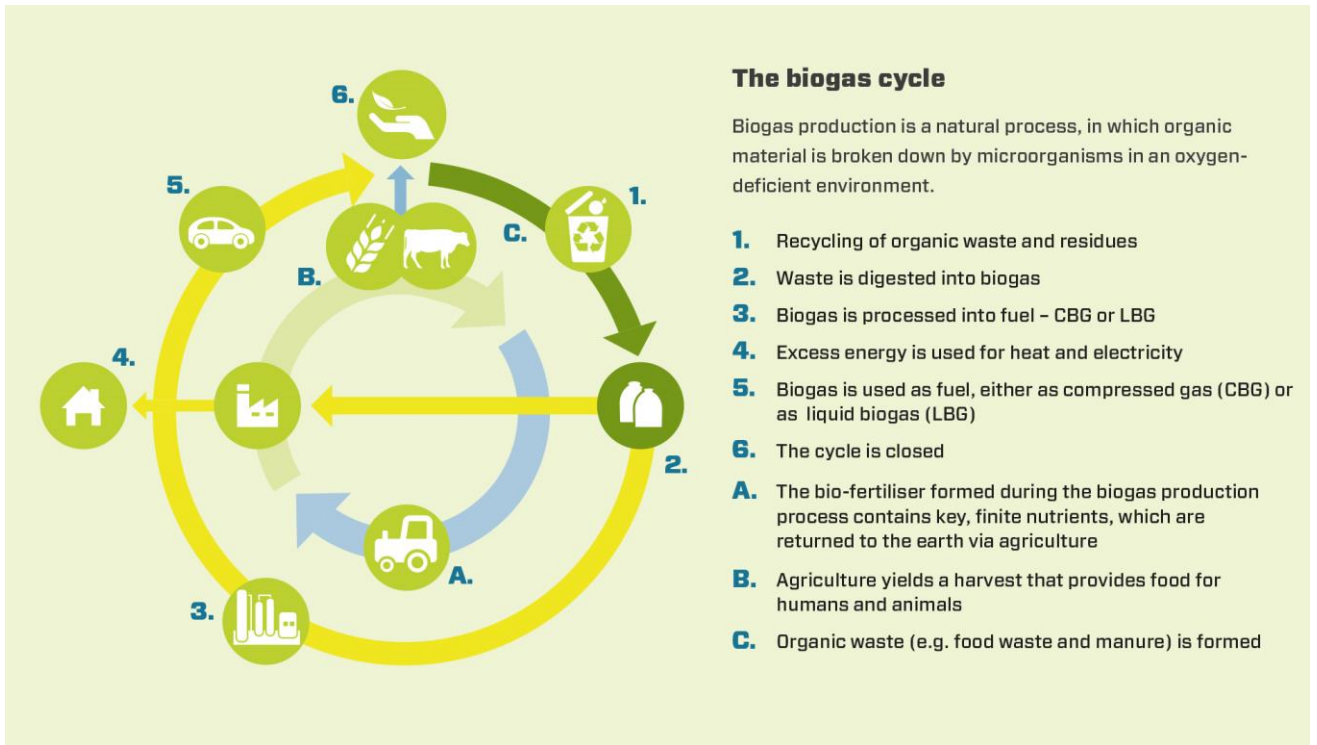 The biogas cycle
Biogas production is a natural process, in which organic
material is broken down by microorganisms in an oxygen-
deficient environment.
1. Recycling of organic waste and residues
2. Waste is digested into biogas
3. Biogas is processed into fuel – CBG or LBG
4. Excess energy is used for heat and electricity
5. Biogas is used as fuel, either as compressed gas (CBG) or
as liquid biogas (LBG)
6. The cycle is closed
A. The bio-fertiliser formed during the biogas production
process contains key, finite nutrients, which are
returned to the earth via agriculture
B. Agriculture yields a harvest that provides food for
humans and animals
C. Organic waste (e.g. food waste and manure) is formed
6.
5.
1.
C.
B.
4.
2.
A.
3.